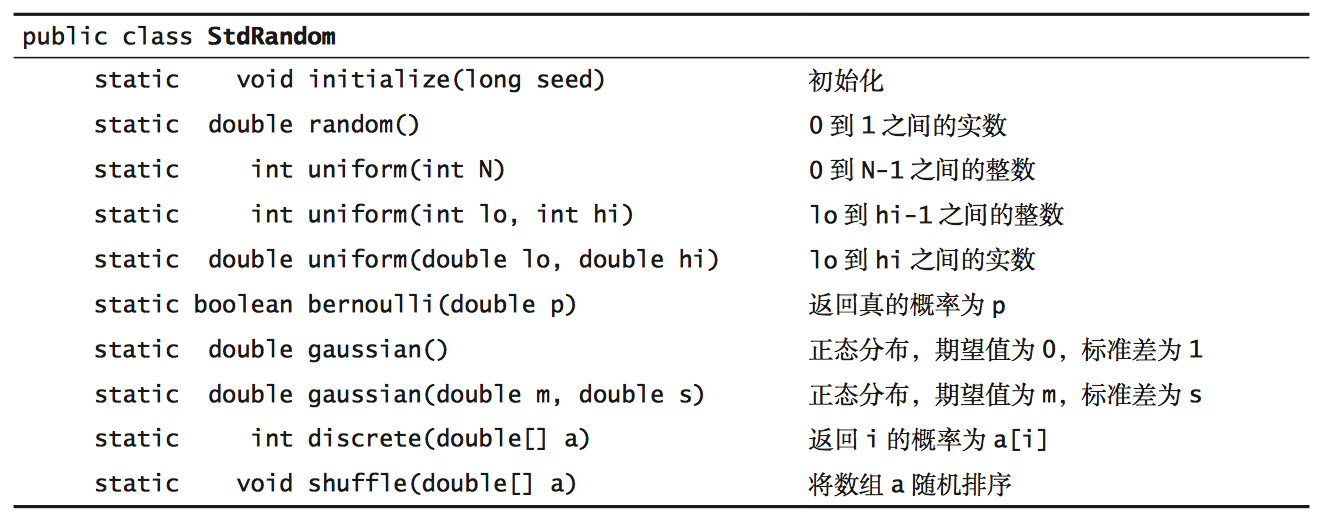 public class StdRandom
static void initialize(long seed) 初始化
static double random() 0 到 1 之间的实数
static int uniform(int N) 0 到 N-1 之间的整数
static int uniform(int lo, int hi) lo 到 hi-1 之间的整数
static double uniform(double lo, double hi) lo 到 hi 之间的实数
static boolean bernoulli(double p) 返回真的概率为 p
static double gaussian() 正态分布，期望值为 0，标准差为 1
static double gaussian(double m, double s) 正态分布，期望值为 m，标准差为 s
static int discrete(double[] a) 返回 i 的概率为 a[i]
static void shuffle(double[] a) 将数组 a 随机排序